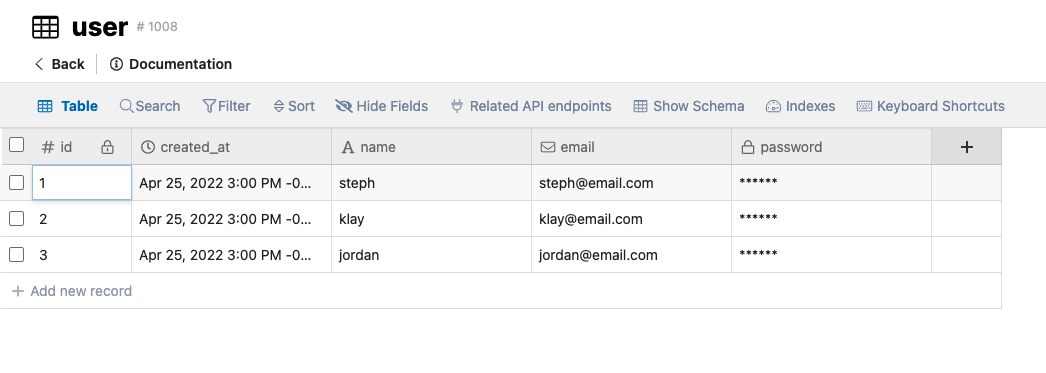 user # 1008
Back Documentation
Table Search Filter Sort Hide Fields Related API endpoints Show Schema Indexes Keyboard Shortcuts
# id created_at A name email password +
1 Apr 25, 2022 3:00 PM -0... steph steph@email.com ******
2 Apr 25, 2022 3:00 PM -0... klay klay@email.com ******
3 Apr 25, 2022 3:00 PM -0... jordan jordan@email.com ******
+ Add new record